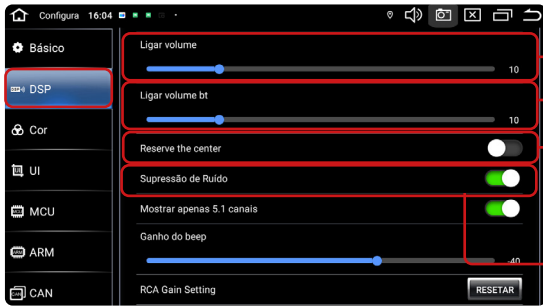 Configura 16:04
Básico
DSP
Cor
UI
MCU
ARM
CAN
Ligar volume
10
Ligar volume bt
10
Reserve the center
Supressão de Ruído
Mostrar apenas 5.1 canais
Ganho do beep
-40
RCA Gain Setting
RESETAR